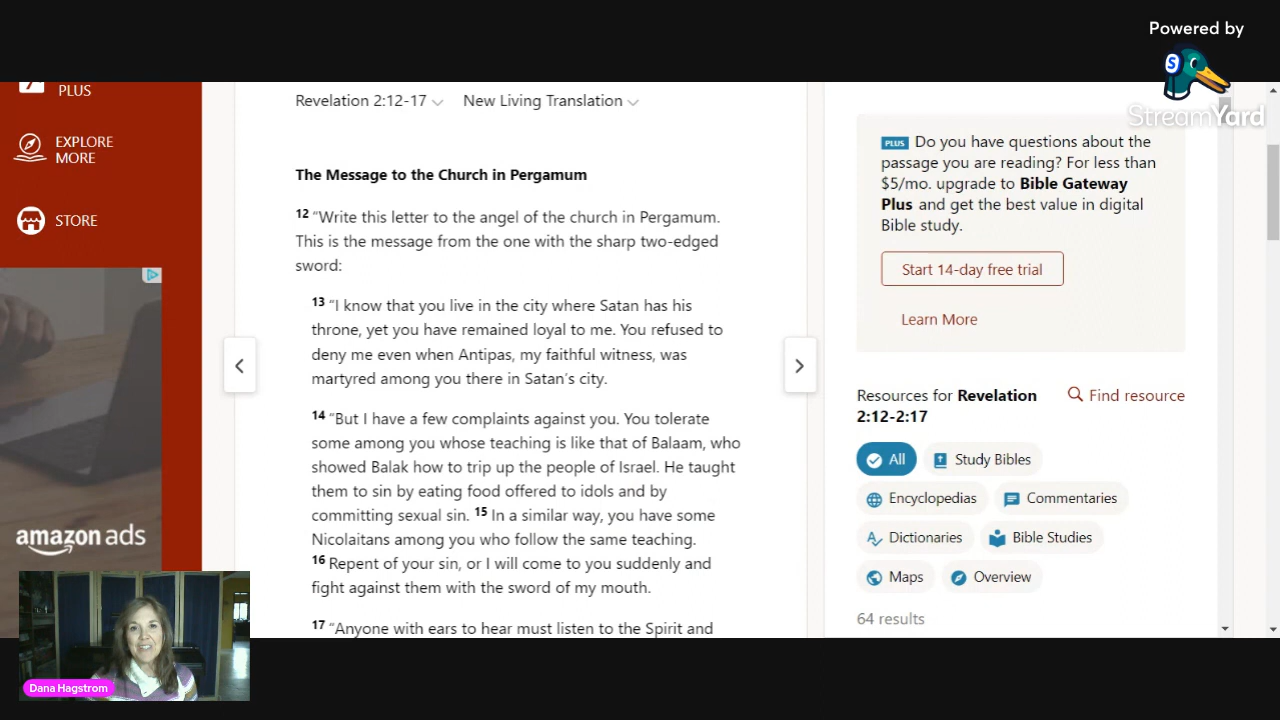 Powered by
S
StreamYard
PLUS
EXPLORE
MORE
STORE
amazon ads
Dana Hagstrom
Revelation 2:12-17 New Living Translation
The Message to the Church in Pergamum
12 “Write this letter to the angel of the church in Pergamum.
This is the message from the one with the sharp two-edged
sword:
13 “I know that you live in the city where Satan has his
throne, yet you have remained loyal to me. You refused to
deny me even when Antipas, my faithful witness, was
martyred among you there in Satan’s city.
14 “But I have a few complaints against you. You tolerate
some among you whose teaching is like that of Balaam, who
showed Balak how to trip up the people of Israel. He taught
them to sin by eating food offered to idols and by
committing sexual sin. 15 In a similar way, you have some
Nicolaitans among you who follow the same teaching.
16 Repent of your sin, or I will come to you suddenly and
fight against them with the sword of my mouth.
17 “Anyone with ears to hear must listen to the Spirit and
PLUS Do you have questions about the
passage you are reading? For less than
$5/mo. upgrade to Bible Gateway
Plus and get the best value in digital
Bible study.
Start 14-day free trial
Learn More
Resources for Revelation
2:12-2:17
Find resource
All Study Bibles
Encyclopedias Commentaries
Dictionaries Bible Studies
Maps Overview
64 results